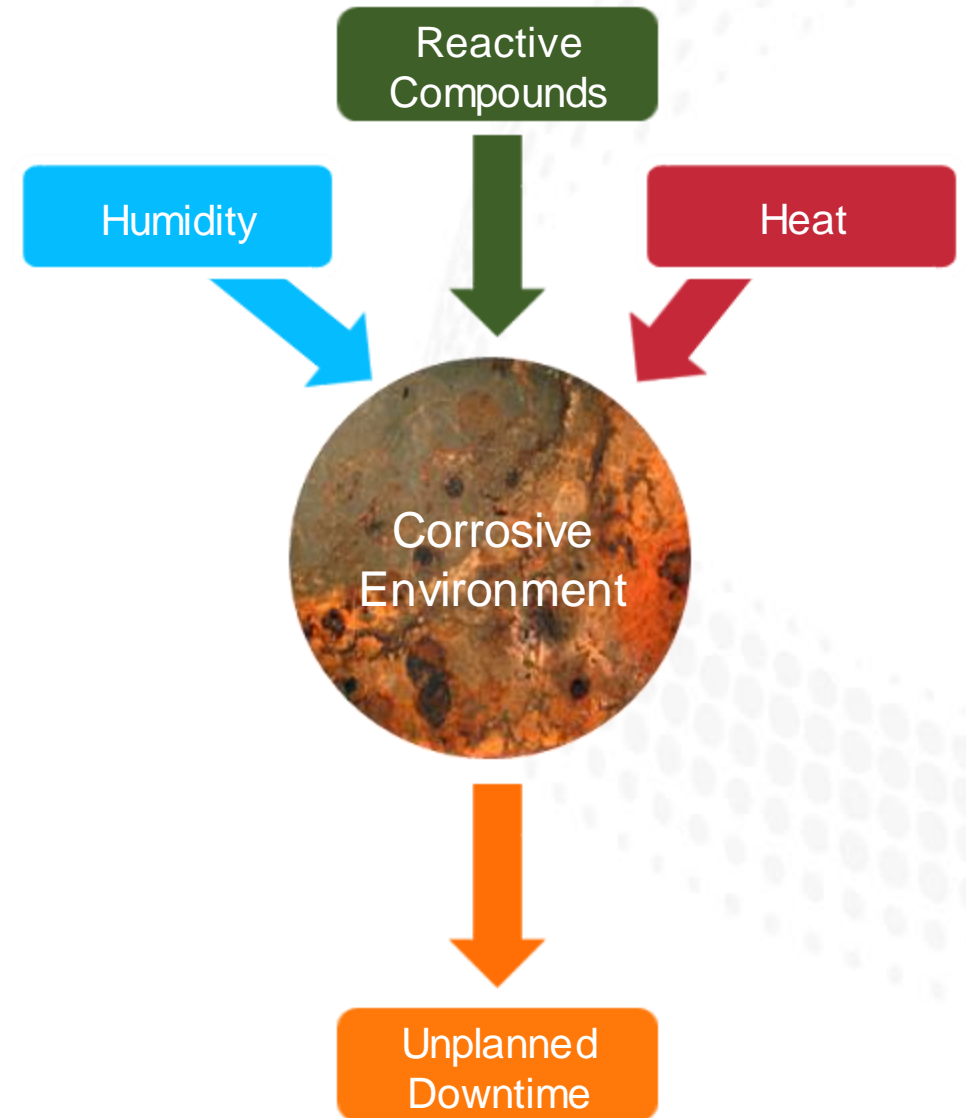 Reactive
Compounds
Humidity
Heat
Corrosive
Environment
Unplanned
Downtime